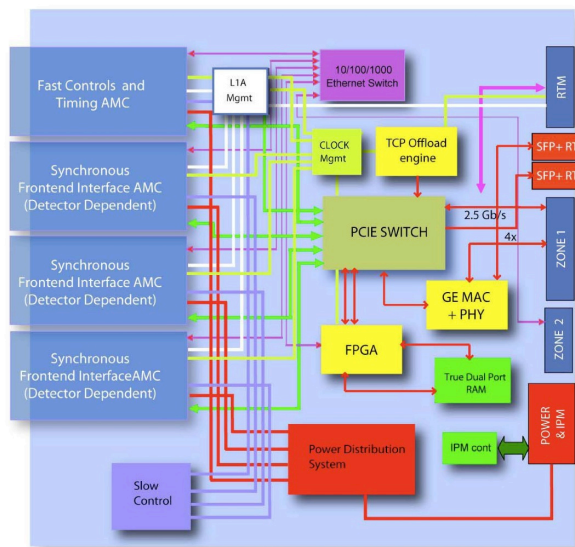 Fast Controls and
Timing AMC
L1A
Mgmt
10/100/1000
Ethernet Switch
RTM
Synchronous
Frontend Interface AMC
(Detector Dependent)
CLOCK
Mgmt
TCP Offload
engine
SFP+ RT
SFP+ RT
PCIE SWITCH
2.5 Gb/s
4x
ZONE 1
Synchronous
Frontend Interface AMC
(Detector Dependent)
GE MAC
+ PHY
ZONE 2
Synchronous
Frontend InterfaceAMC
(Detector Dependent)
FPGA
True Dual Port
RAM
POWER
& IPM
Power Distribution
System
IPM cont
Slow
Control